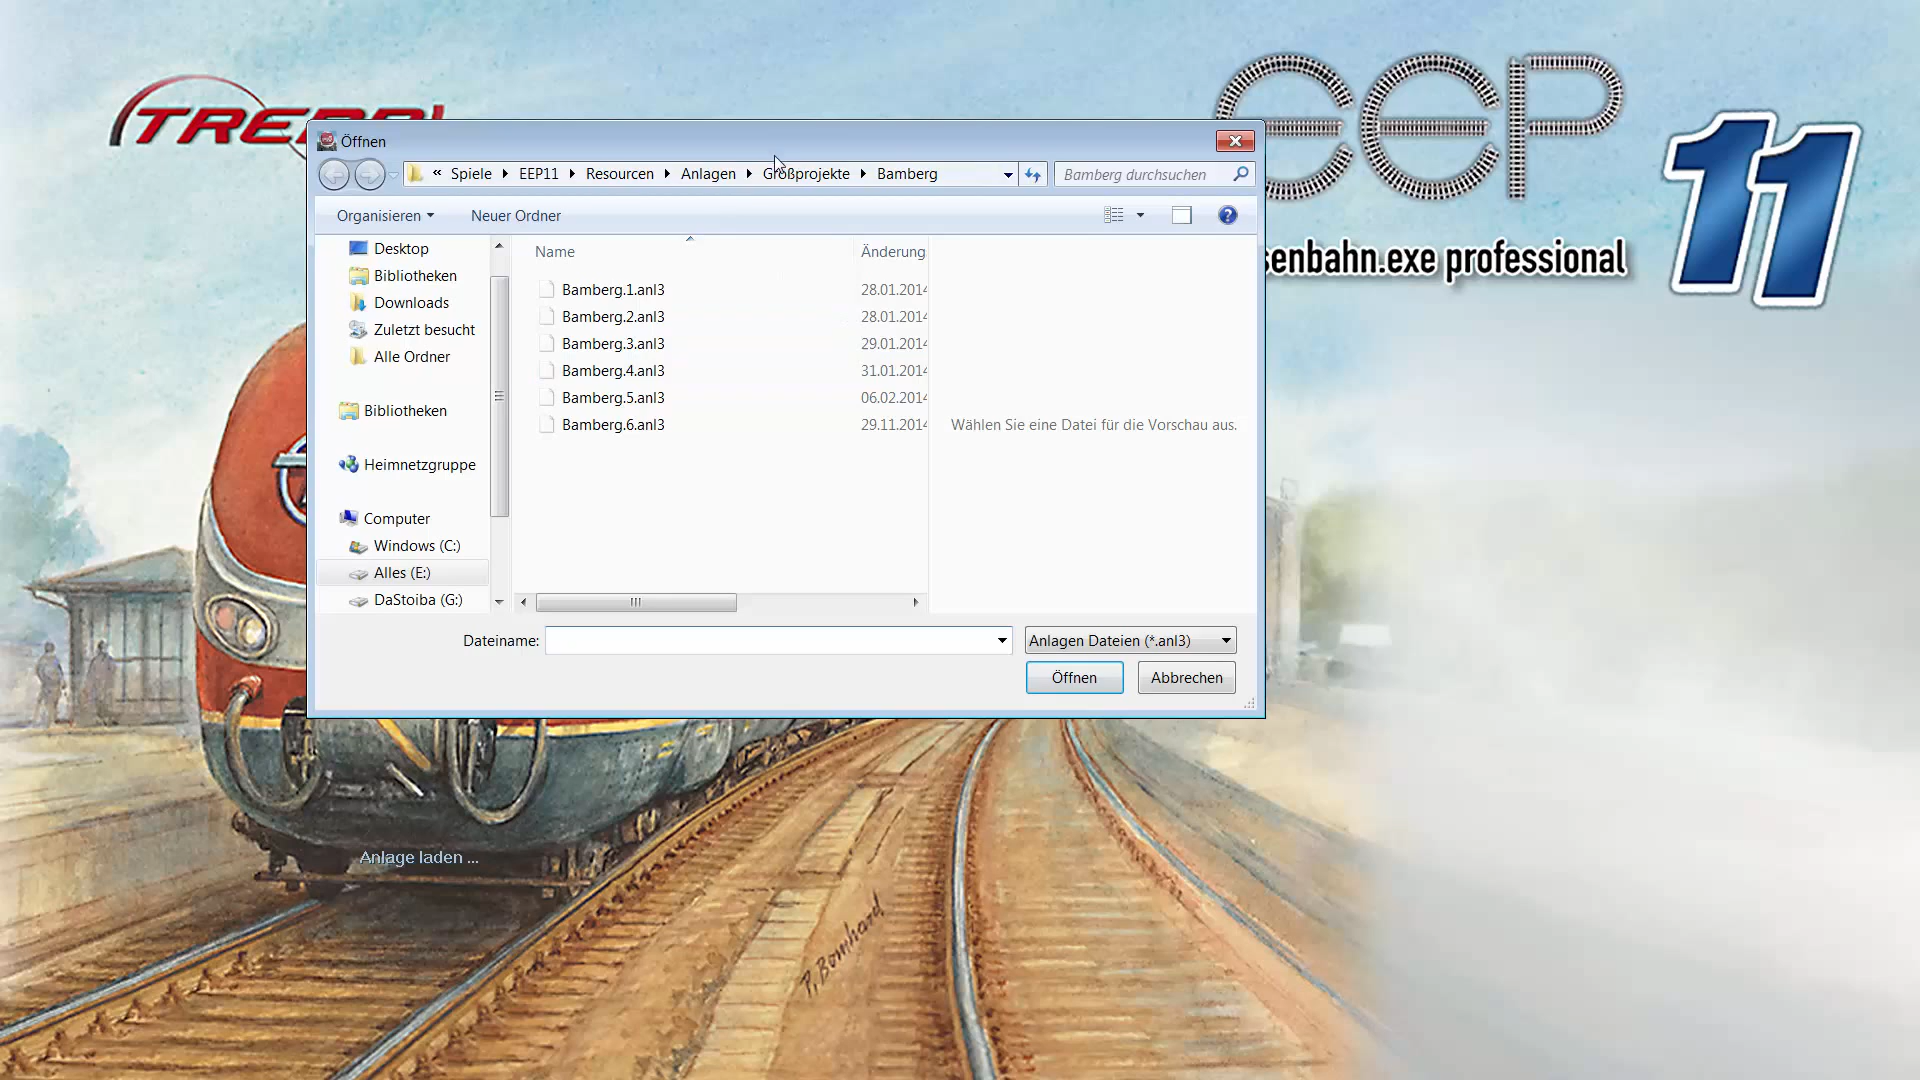 EEP
11
senbahn.exe professional
Öffnen
« Spiele EEP11 Resourcen Anlagen Großprojekte Bamberg
Bamberg durchsuchen
Organisieren
Neuer Ordner
Name
Änderung
Desktop
Bibliotheken
Downloads
Zuletzt besucht
Alle Ordner
Bibliotheken
Heimnetzgruppe
Computer
Windows (C:)
Alles (E:)
DaStoiba (G:)
Bamberg.1.anl3 28.01.2014
Bamberg.2.anl3 28.01.2014
Bamberg.3.anl3 29.01.2014
Bamberg.4.anl3 31.01.2014
Bamberg.5.anl3 06.02.2014
Bamberg.6.anl3 29.11.2014
Wählen Sie eine Datei für die Vorschau aus.
Dateiname:
Anlagen Dateien (*.anl3)
Öffnen
Abbrechen
Anlage laden ...
P. Bomhard